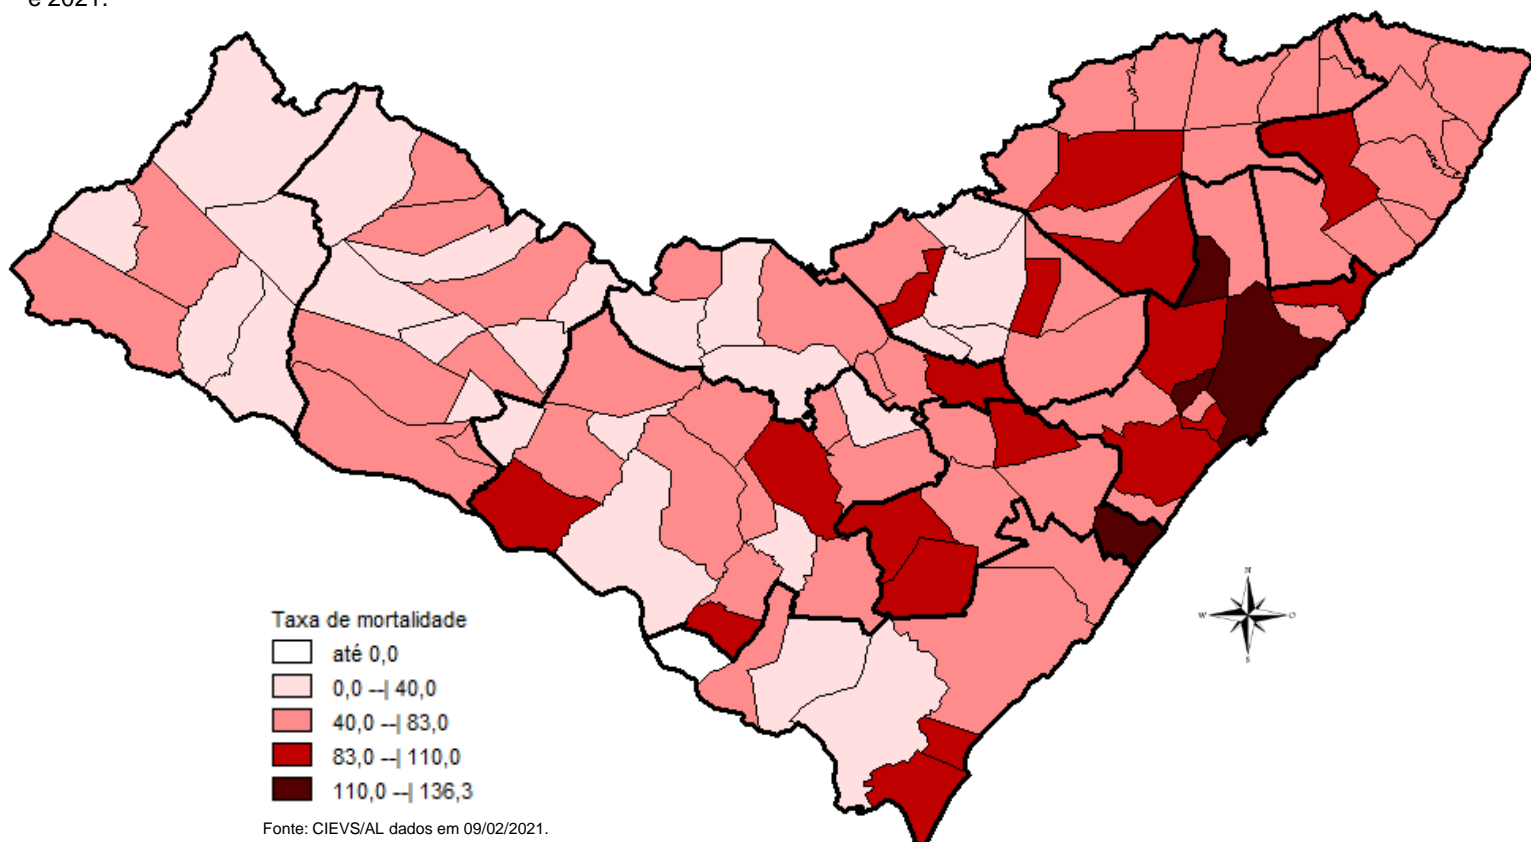 e 2021.
N
W
O
S
Taxa de mortalidade
até 0,0
0,0 --| 40,0
40,0 --| 83,0
83,0 --| 110,0
110,0 --| 136,3
Fonte: CIEVS/AL dados em 09/02/2021.